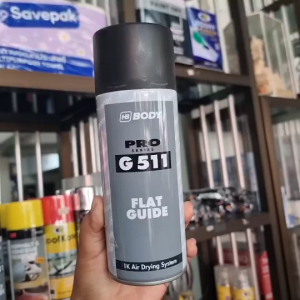 Savepak
HB BODY
PRO
SERIES
G 511
FLAT
GUIDE
1K Air Drying System